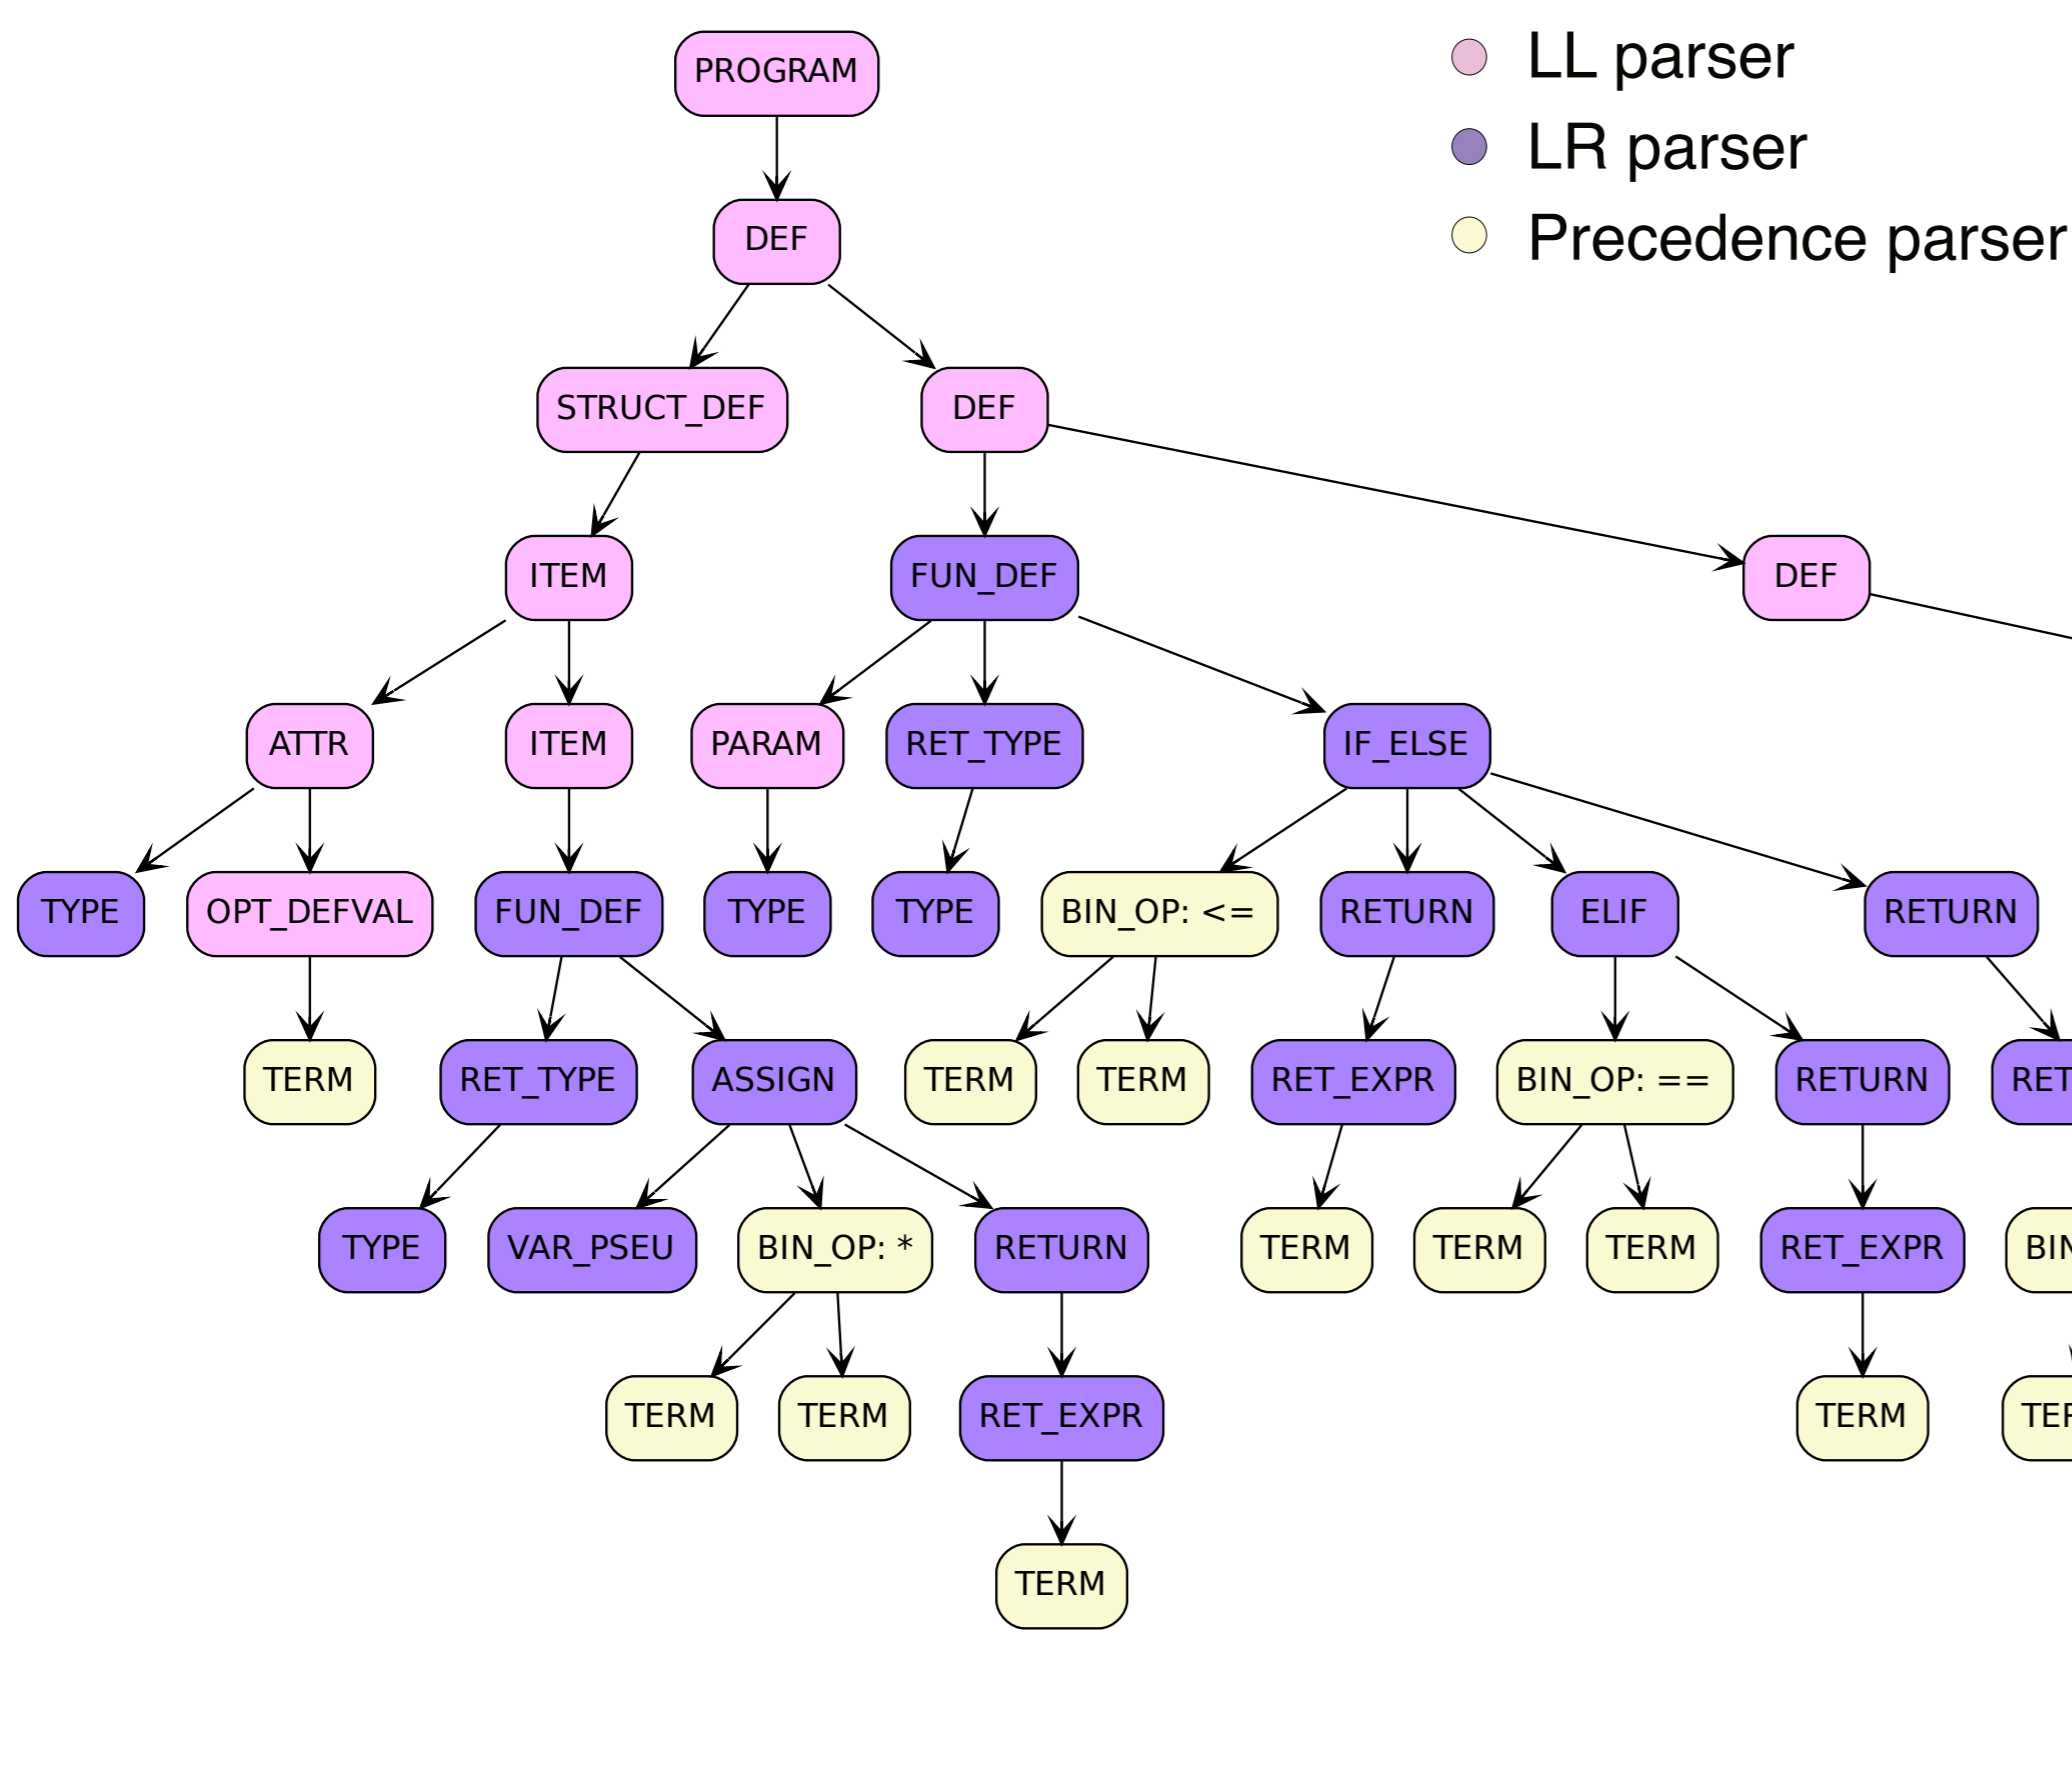 PROGRAM
LL parser
LR parser
DEF
Precedence parser
STRUCT_DEF
DEF
ITEM
FUN_DEF
DEF
ATTR
ITEM
PARAM
RET_TYPE
IF_ELSE
TYPE
OPT_DEFVAL
FUN_DEF
TYPE
TYPE
BIN_OP: <=
RETURN
ELIF
RETURN
TERM
RET_TYPE
ASSIGN
TERM
TERM
RET_EXPR
BIN_OP: ==
RETURN
RET
TYPE
VAR_PSEU
BIN_OP: *
RETURN
TERM
TERM
TERM
RET_EXPR
BIN
TERM
TERM
RET_EXPR
TERM
TERM